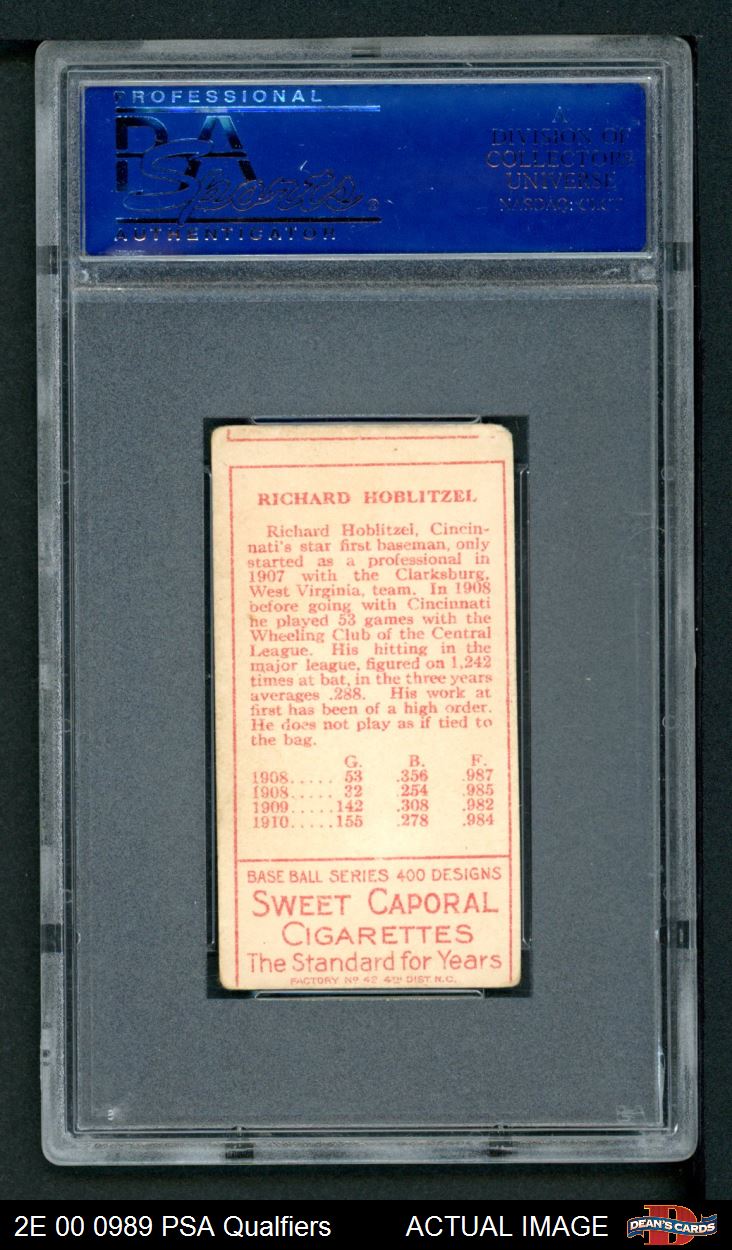 PROFESSIONAL
PSA
Sports®
AUTHENTICATOR
A
DIVISION OF
COLLECTORS
UNIVERSE
NASDAQ: CLCT
RICHARD HOBLITZEL
Richard Hoblitzel, Cincin-
nati's star first baseman, only
started as a professional in
1907 with the Clarksburg,
West Virginia, team. In 1908
before going with Cincinnati
he played 53 games with the
Wheeling Club of the Central
League. His hitting in the
major league, figured on 1,242
times at bat, in the three years
averages .288. His work at
first has been of a high order.
He does not play as if tied to
the bag.
G. B. F.
1908..... 53 .356 .987
1908..... 32 .254 .985
1909.....142 .308 .982
1910.....155 .278 .984
BASE BALL SERIES 400 DESIGNS
SWEET CAPORAL
CIGARETTES
The Standard for Years
FACTORY Nº 42 4TH DIST. N.C.
2E 00 0989 PSA Qualfiers ACTUAL IMAGE
DEAN'S CARDS